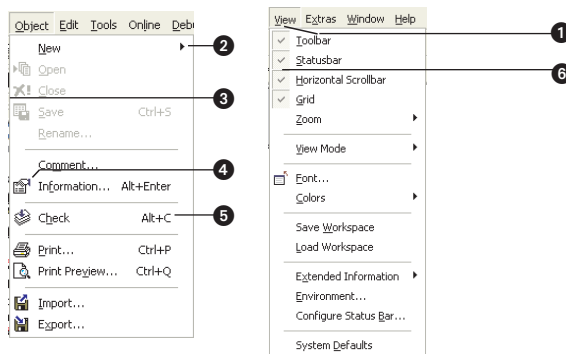 Object Edit Tools Online Debu
New
Open
Close
Save Ctrl+S
Rename...
Comment...
Information... Alt+Enter
Check Alt+C
Print... Ctrl+P
Print Preview... Ctrl+Q
Import...
Export...
2
3
4
5
View Extras Window Help
Toolbar
Statusbar
Horizontal Scrollbar
Grid
Zoom
View Mode
Font...
Colors
Save Workspace
Load Workspace
Extended Information
Environment...
Configure Status Bar...
System Defaults
1
6